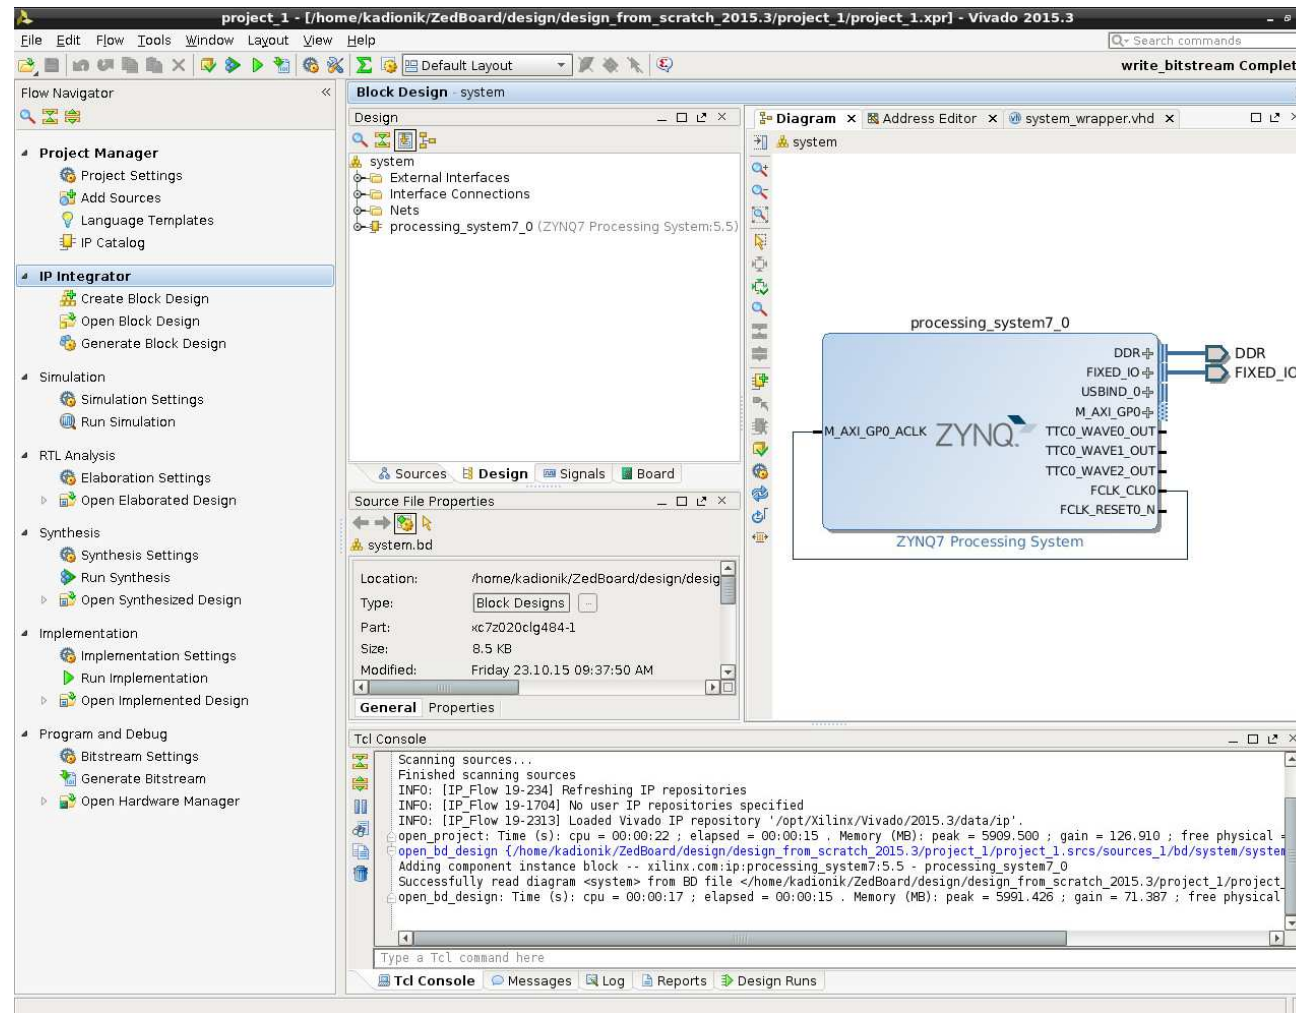 project_1 - [/home/kadionik/ZedBoard/design/design_from_scratch_2015.3/project_1/project_1.xpr] - Vivado 2015.3
File Edit Flow Tools Window Layout View Help
Search commands
Default Layout
write_bitstream Complet
Flow Navigator
Project Manager
Project Settings
Add Sources
Language Templates
IP Catalog
IP Integrator
Create Block Design
Open Block Design
Generate Block Design
Simulation
Simulation Settings
Run Simulation
RTL Analysis
Elaboration Settings
Open Elaborated Design
Synthesis
Synthesis Settings
Run Synthesis
Open Synthesized Design
Implementation
Implementation Settings
Run Implementation
Open Implemented Design
Program and Debug
Bitstream Settings
Generate Bitstream
Open Hardware Manager
Block Design - system
Design
system
External Interfaces
Interface Connections
Nets
processing_system7_0 (ZYNQ7 Processing System:5.5)
Sources Design Signals Board
Source File Properties
system.bd
Location: /home/kadionik/ZedBoard/design/desig
Type: Block Designs ...
Part: xc7z020clg484-1
Size: 8.5 KB
Modified: Friday 23.10.15 09:37:50 AM
General Properties
Diagram Address Editor system_wrapper.vhd
system
processing_system7_0
DDR
FIXED_IO
USBIND_0
M_AXI_GP0
TTC0_WAVE0_OUT
TTC0_WAVE1_OUT
TTC0_WAVE2_OUT
FCLK_CLK0
FCLK_RESET0_N
M_AXI_GP0_ACLK
ZYNQ.
ZYNQ7 Processing System
DDR
FIXED_IO
Tcl Console
Scanning sources...
Finished scanning sources
INFO: [IP_Flow 19-234] Refreshing IP repositories
INFO: [IP_Flow 19-1704] No user IP repositories specified
INFO: [IP_Flow 19-2313] Loaded Vivado IP repository '/opt/Xilinx/Vivado/2015.3/data/ip'.
open_project: Time (s): cpu = 00:00:22 ; elapsed = 00:00:15 . Memory (MB): peak = 5909.500 ; gain = 126.910 ; free physical =
open_bd_design {/home/kadionik/ZedBoard/design/design_from_scratch_2015.3/project_1/project_1.srcs/sources_1/bd/system/system
Adding component instance block -- xilinx.com:ip:processing_system7:5.5 - processing_system7_0
Successfully read diagram <system> from BD file </home/kadionik/ZedBoard/design/design_from_scratch_2015.3/project_1/project_
open_bd_design: Time (s): cpu = 00:00:17 ; elapsed = 00:00:15 . Memory (MB): peak = 5991.426 ; gain = 71.387 ; free physical
Type a Tcl command here
Tcl Console Messages Log Reports Design Runs